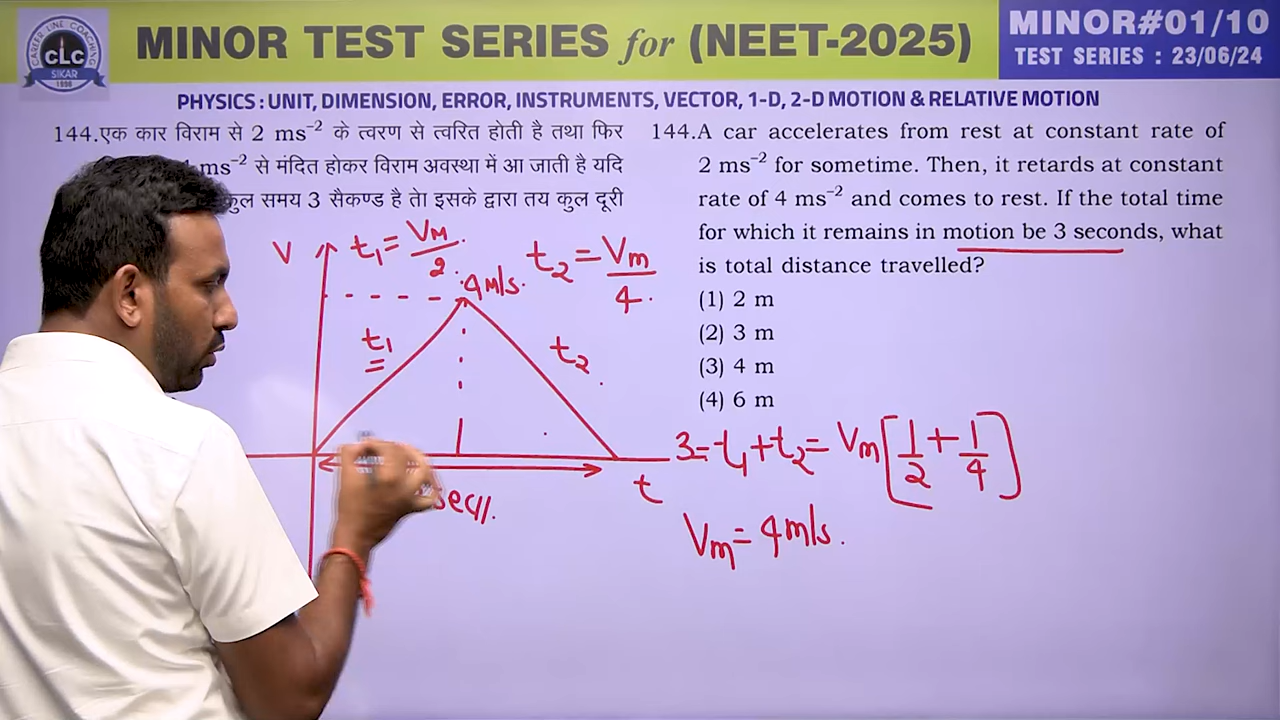 CAREER LINE COACHING
CLC
SIKAR
1996
MINOR TEST SERIES for (NEET-2025)
MINOR#01/10
TEST SERIES : 23/06/24
PHYSICS : UNIT, DIMENSION, ERROR, INSTRUMENTS, VECTOR, 1-D, 2-D MOTION & RELATIVE MOTION
144. एक कार विराम से 2 ms⁻² के त्वरण से त्वरित होती है तथा फिर
ms⁻² से मंदित होकर विराम अवस्था में आ जाती है यदि
कुल समय 3 सैकण्ड है तेा इसके द्वारा तय कुल दूरी
144. A car accelerates from rest at constant rate of
2 ms⁻² for sometime. Then, it retards at constant
rate of 4 ms⁻² and comes to rest. If the total time
for which it remains in motion be 3 seconds, what
is total distance travelled?
(1) 2 m
(2) 3 m
(3) 4 m
(4) 6 m
V
t₁ = VM/2
t₂ = Vm/4
4m/s.
t₁
t₂
sec
t
3 = t₁ + t₂ = Vm [1/2 + 1/4]
Vm = 4m/s.